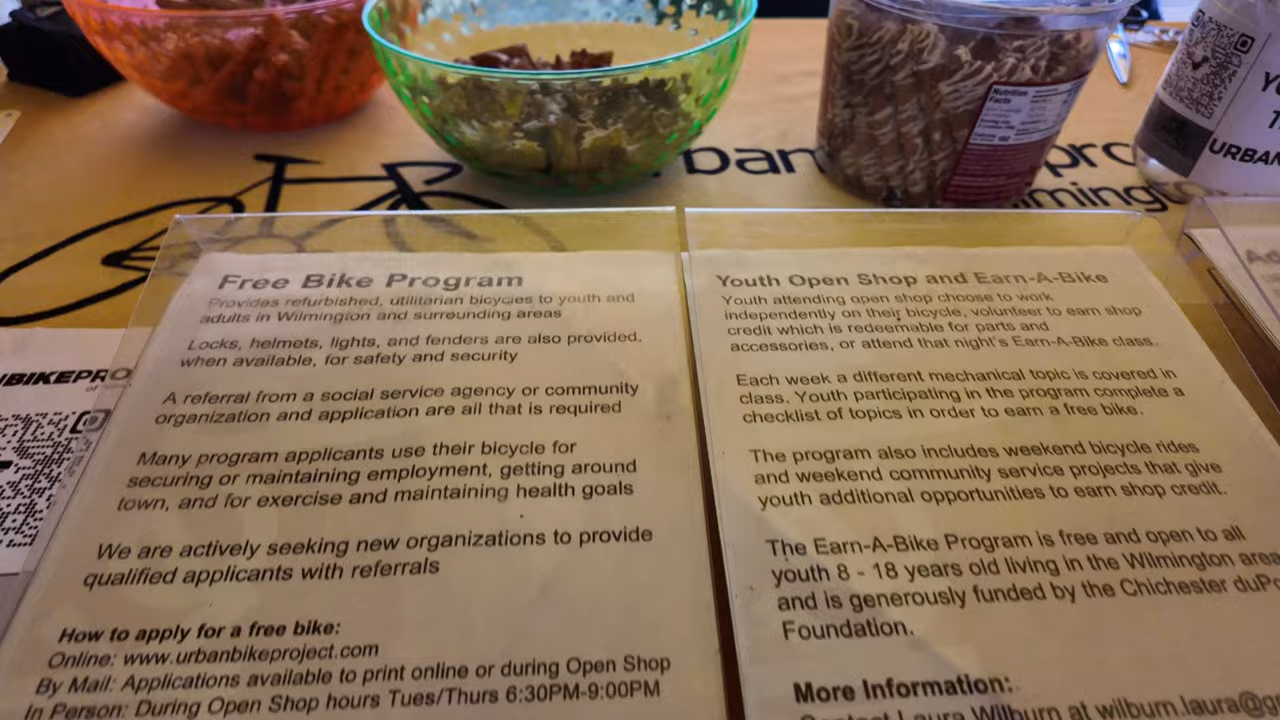 Nutrition
Facts
URBAN
Free Bike Program
Provides refurbished, utilitarian bicycles to youth and
adults in Wilmington and surrounding areas
Locks, helmets, lights, and fenders are also provided,
when available, for safety and security
A referral from a social service agency or community
organization and application are all that is required
Many program applicants use their bicycle for
securing or maintaining employment, getting around
town, and for exercise and maintaining health goals
We are actively seeking new organizations to provide
qualified applicants with referrals
How to apply for a free bike:
Online: www.urbanbikeproject.com
By Mail: Applications available to print online or during Open Shop
In Person: During Open Shop hours Tues/Thurs 6:30PM-9:00PM
Youth Open Shop and Earn-A-Bike
Youth attending open shop choose to work
independently on their bicycle, volunteer to earn shop
credit which is redeemable for parts and
accessories, or attend that night's Earn-A-Bike class.
Each week a different mechanical topic is covered in
class. Youth participating in the program complete a
checklist of topics in order to earn a free bike.
The program also includes weekend bicycle rides
and weekend community service projects that give
youth additional opportunities to earn shop credit.
The Earn-A-Bike Program is free and open to all
youth 8 - 18 years old living in the Wilmington area
and is generously funded by the Chichester duPo
Foundation.
More Information:
Contact Laura Wilburn at wilburn.laura@g